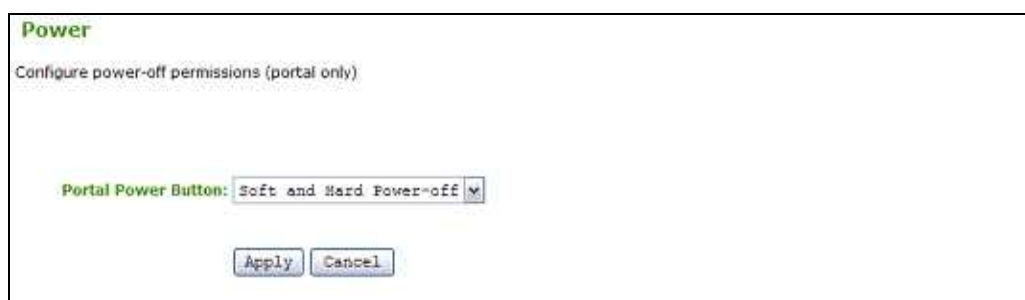 Power
Configure power-off permissions (portal only)
Portal Power Button: Soft and Hard Power-off
Apply Cancel